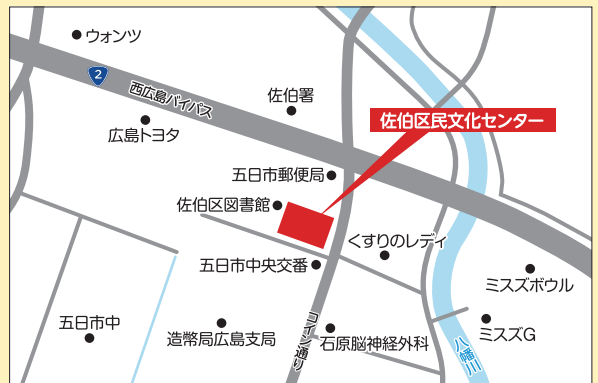 ウォンツ
2
西広島バイパス
佐伯署
広島トヨタ
佐伯区民文化センター
五日市郵便局
佐伯区図書館
くすりのレディ
五日市中央交番
ミスズボウル
五日市中
造幣局広島支局
コイン通り
石原脳神経外科
ミスズG
八幡川